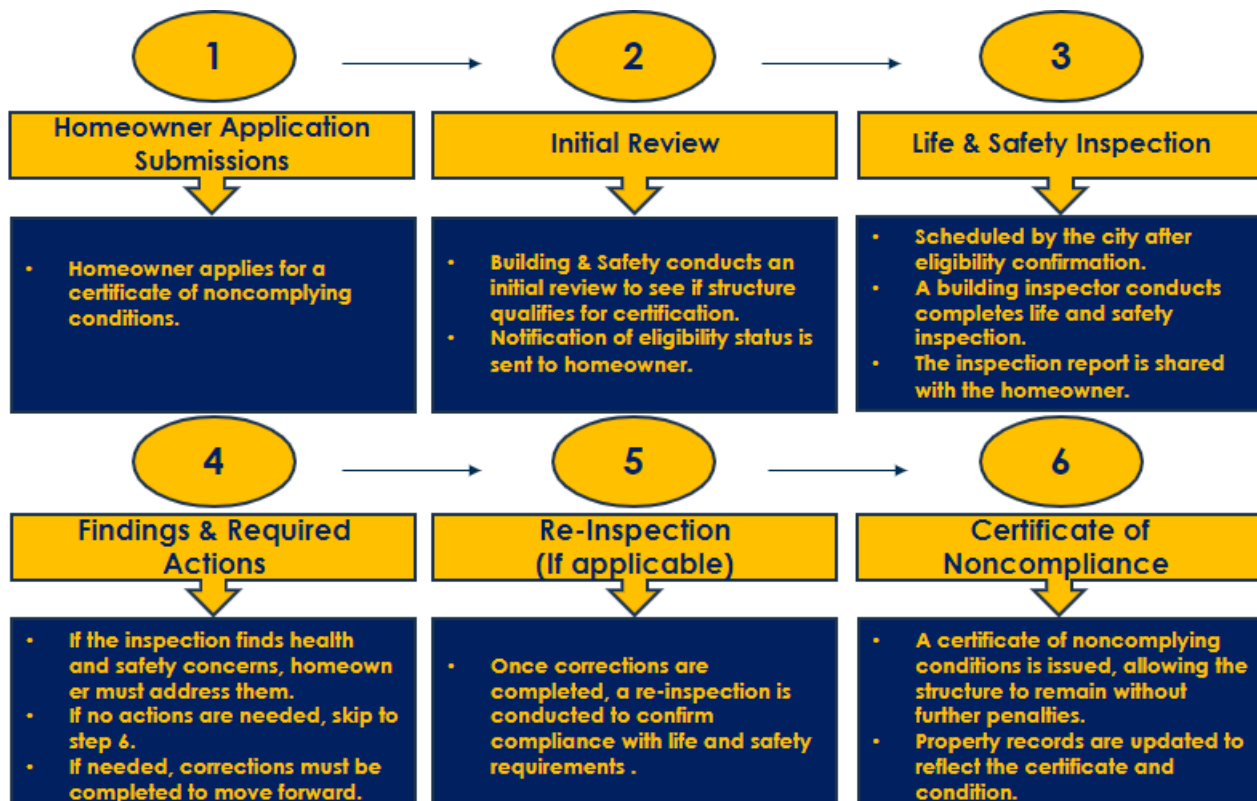 1
Homeowner Application
Submissions
• Homeowner applies for a
certificate of noncomplying
conditions.
2
Initial Review
• Building & Safety conducts an
initial review to see if structure
qualifies for certification.
• Notification of eligibility status is
sent to homeowner.
3
Life & Safety Inspection
• Scheduled by the city after
eligibility confirmation.
• A building inspector conducts
completes life and safety
inspection.
• The inspection report is shared
with the homeowner.
4
Findings & Required
Actions
• If the inspection finds health
and safety concerns, homeown
er must address them.
• If no actions are needed, skip to
step 6.
• If needed, corrections must be
completed to move forward.
5
Re-Inspection
(If applicable)
• Once corrections are
completed, a re-inspection is
conducted to confirm
compliance with life and safety
requirements .
6
Certificate of
Noncompliance
• A certificate of noncomplying
conditions is issued, allowing the
structure to remain without
further penalties.
• Property records are updated to
reflect the certificate and
condition.